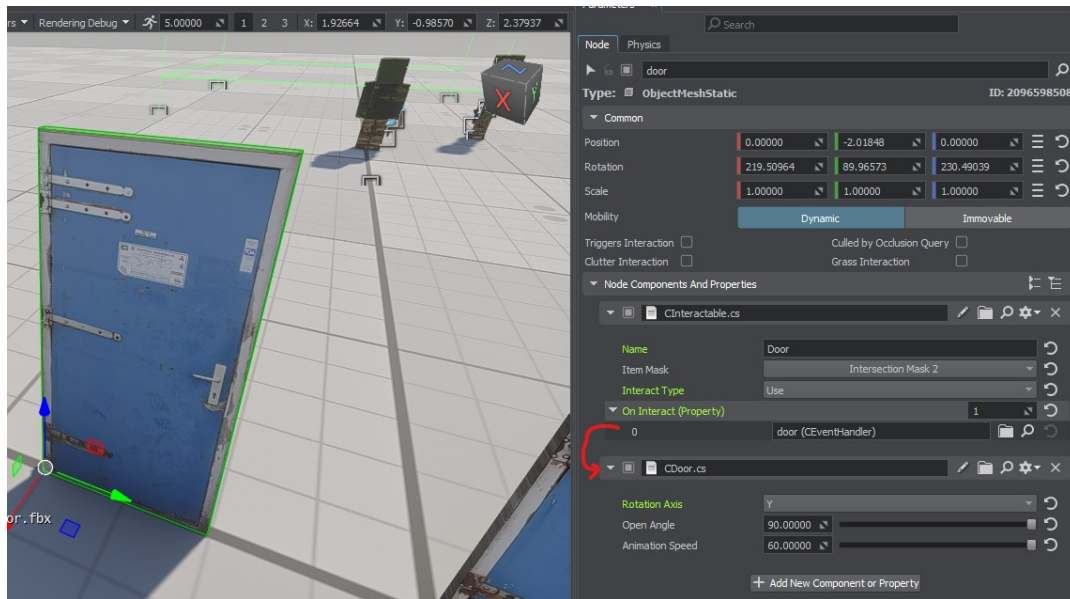 Parameters
rs Rendering Debug 5.00000 1 2 3 X: 1.92664 Y: -0.98570 Z: 2.37937
Search
Node Physics
door
Type: ObjectMeshStatic ID: 2096598508
Common
Position 0.00000 -2.01848 0.00000
Rotation 219.50964 89.96573 230.49039
Scale 1.00000 1.00000 1.00000
Mobility Dynamic Immovable
Triggers Interaction Culled by Occlusion Query
Clutter Interaction Grass Interaction
Node Components And Properties
CInteractable.cs
Name Door
Item Mask Intersection Mask 2
Interact Type Use
On Interact (Property) 1
0 door (CEventHandler)
CDoor.cs
Rotation Axis Y
Open Angle 90.00000
Animation Speed 60.00000
+ Add New Component or Property
X
or.fbx